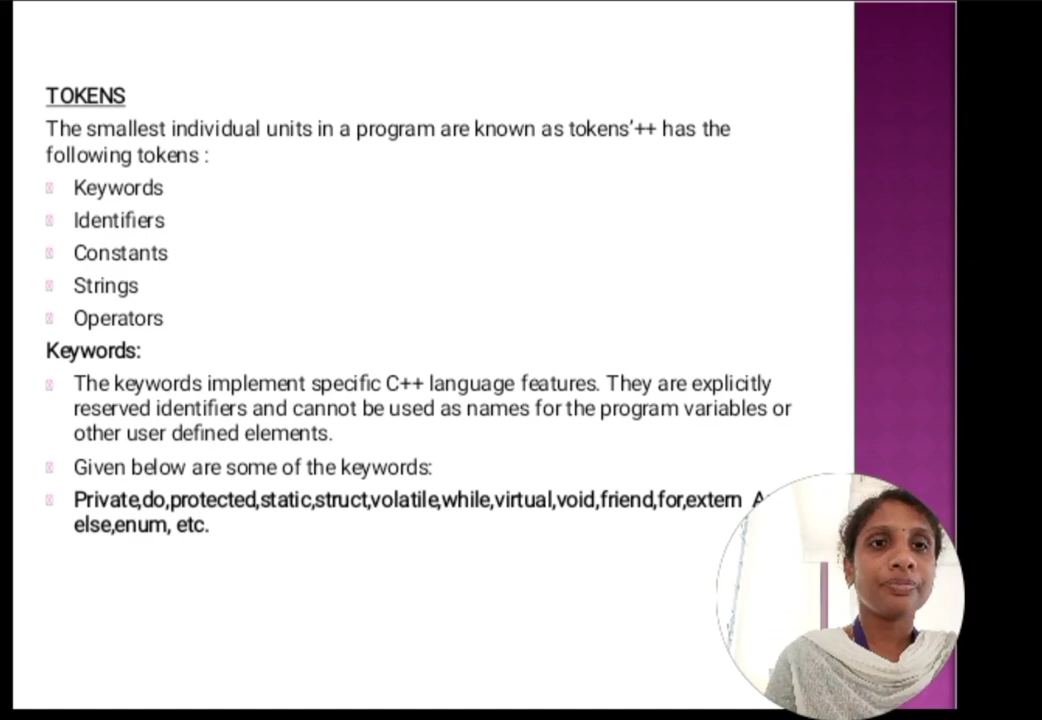 TOKENS
The smallest individual units in a program are known as tokens'++ has the
following tokens :
Keywords
Identifiers
Constants
Strings
Operators
Keywords:
The keywords implement specific C++ language features. They are explicitly
reserved identifiers and cannot be used as names for the program variables or
other user defined elements.
Given below are some of the keywords:
Private,do,protected,static,struct,volatile,while,virtual,void,friend,for,extern
else,enum, etc.